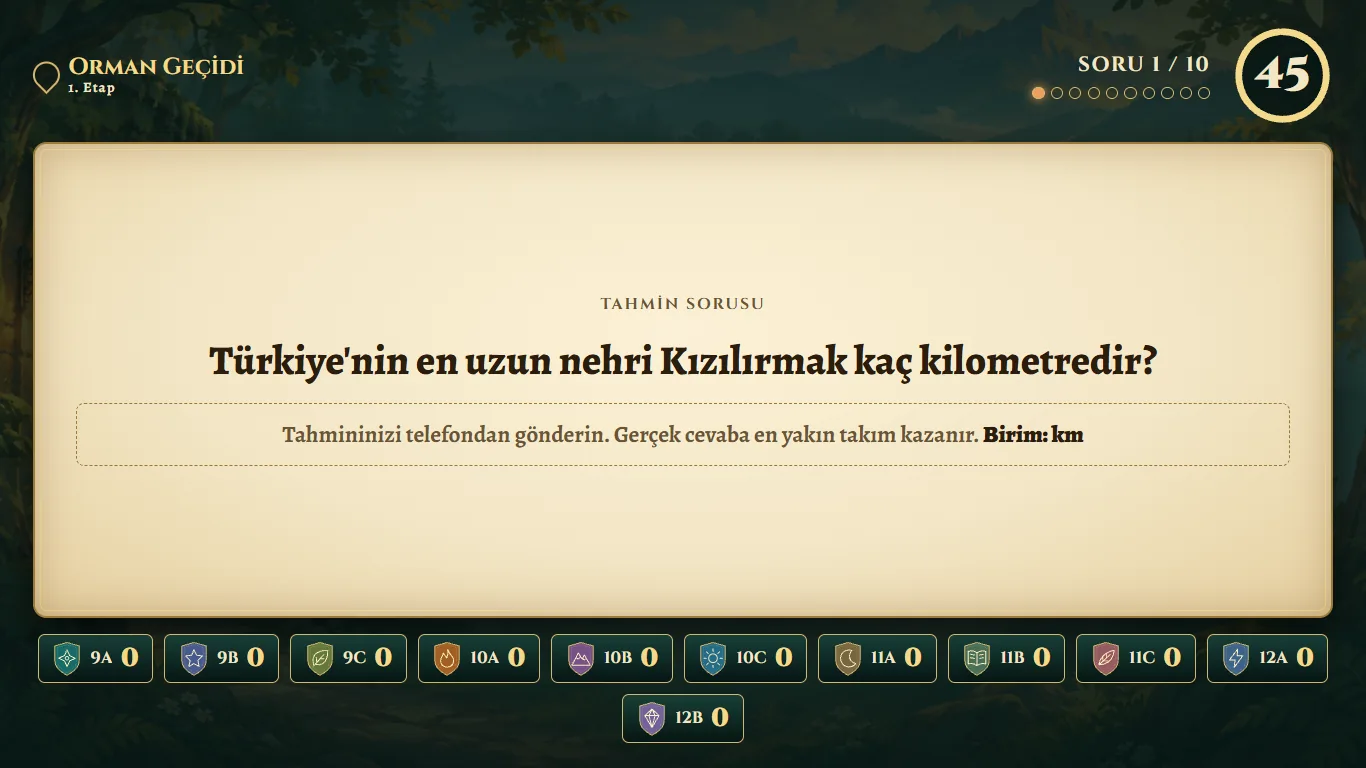 ORMAN GEÇİDİ
1. Etap
SORU 1 / 10
45
TAHMİN SORUSU
Türkiye'nin en uzun nehri Kızılırmak kaç kilometredir?
Tahmininizi telefondan gönderin. Gerçek cevaba en yakın takım kazanır. Birim: km
9A 0
9B 0
9C 0
10A 0
10B 0
10C 0
11A 0
11B 0
11C 0
12A 0
12B 0